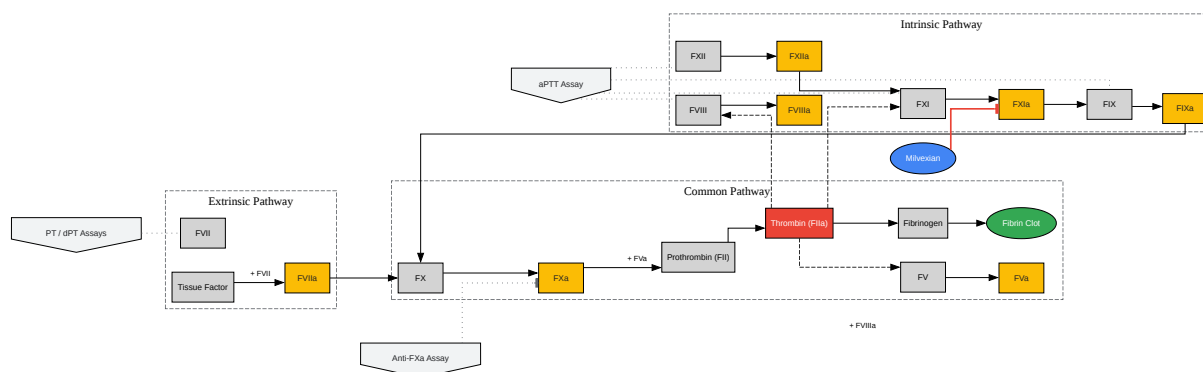 Intrinsic Pathway
FXII
FXIIa
aPTT Assay
FVIII
FVIIIa
FXI
FXIa
FIX
FIXa
Milvexian
Common Pathway
Extrinsic Pathway
PT / dPT Assays
FVII
Thrombin (FIIa)
Fibrinogen
Fibrin Clot
Tissue Factor
+ FVII
FVIIa
FX
FXa
+ FVa
Prothrombin (FII)
FV
FVa
+ FVIIIa
Anti-FXa Assay